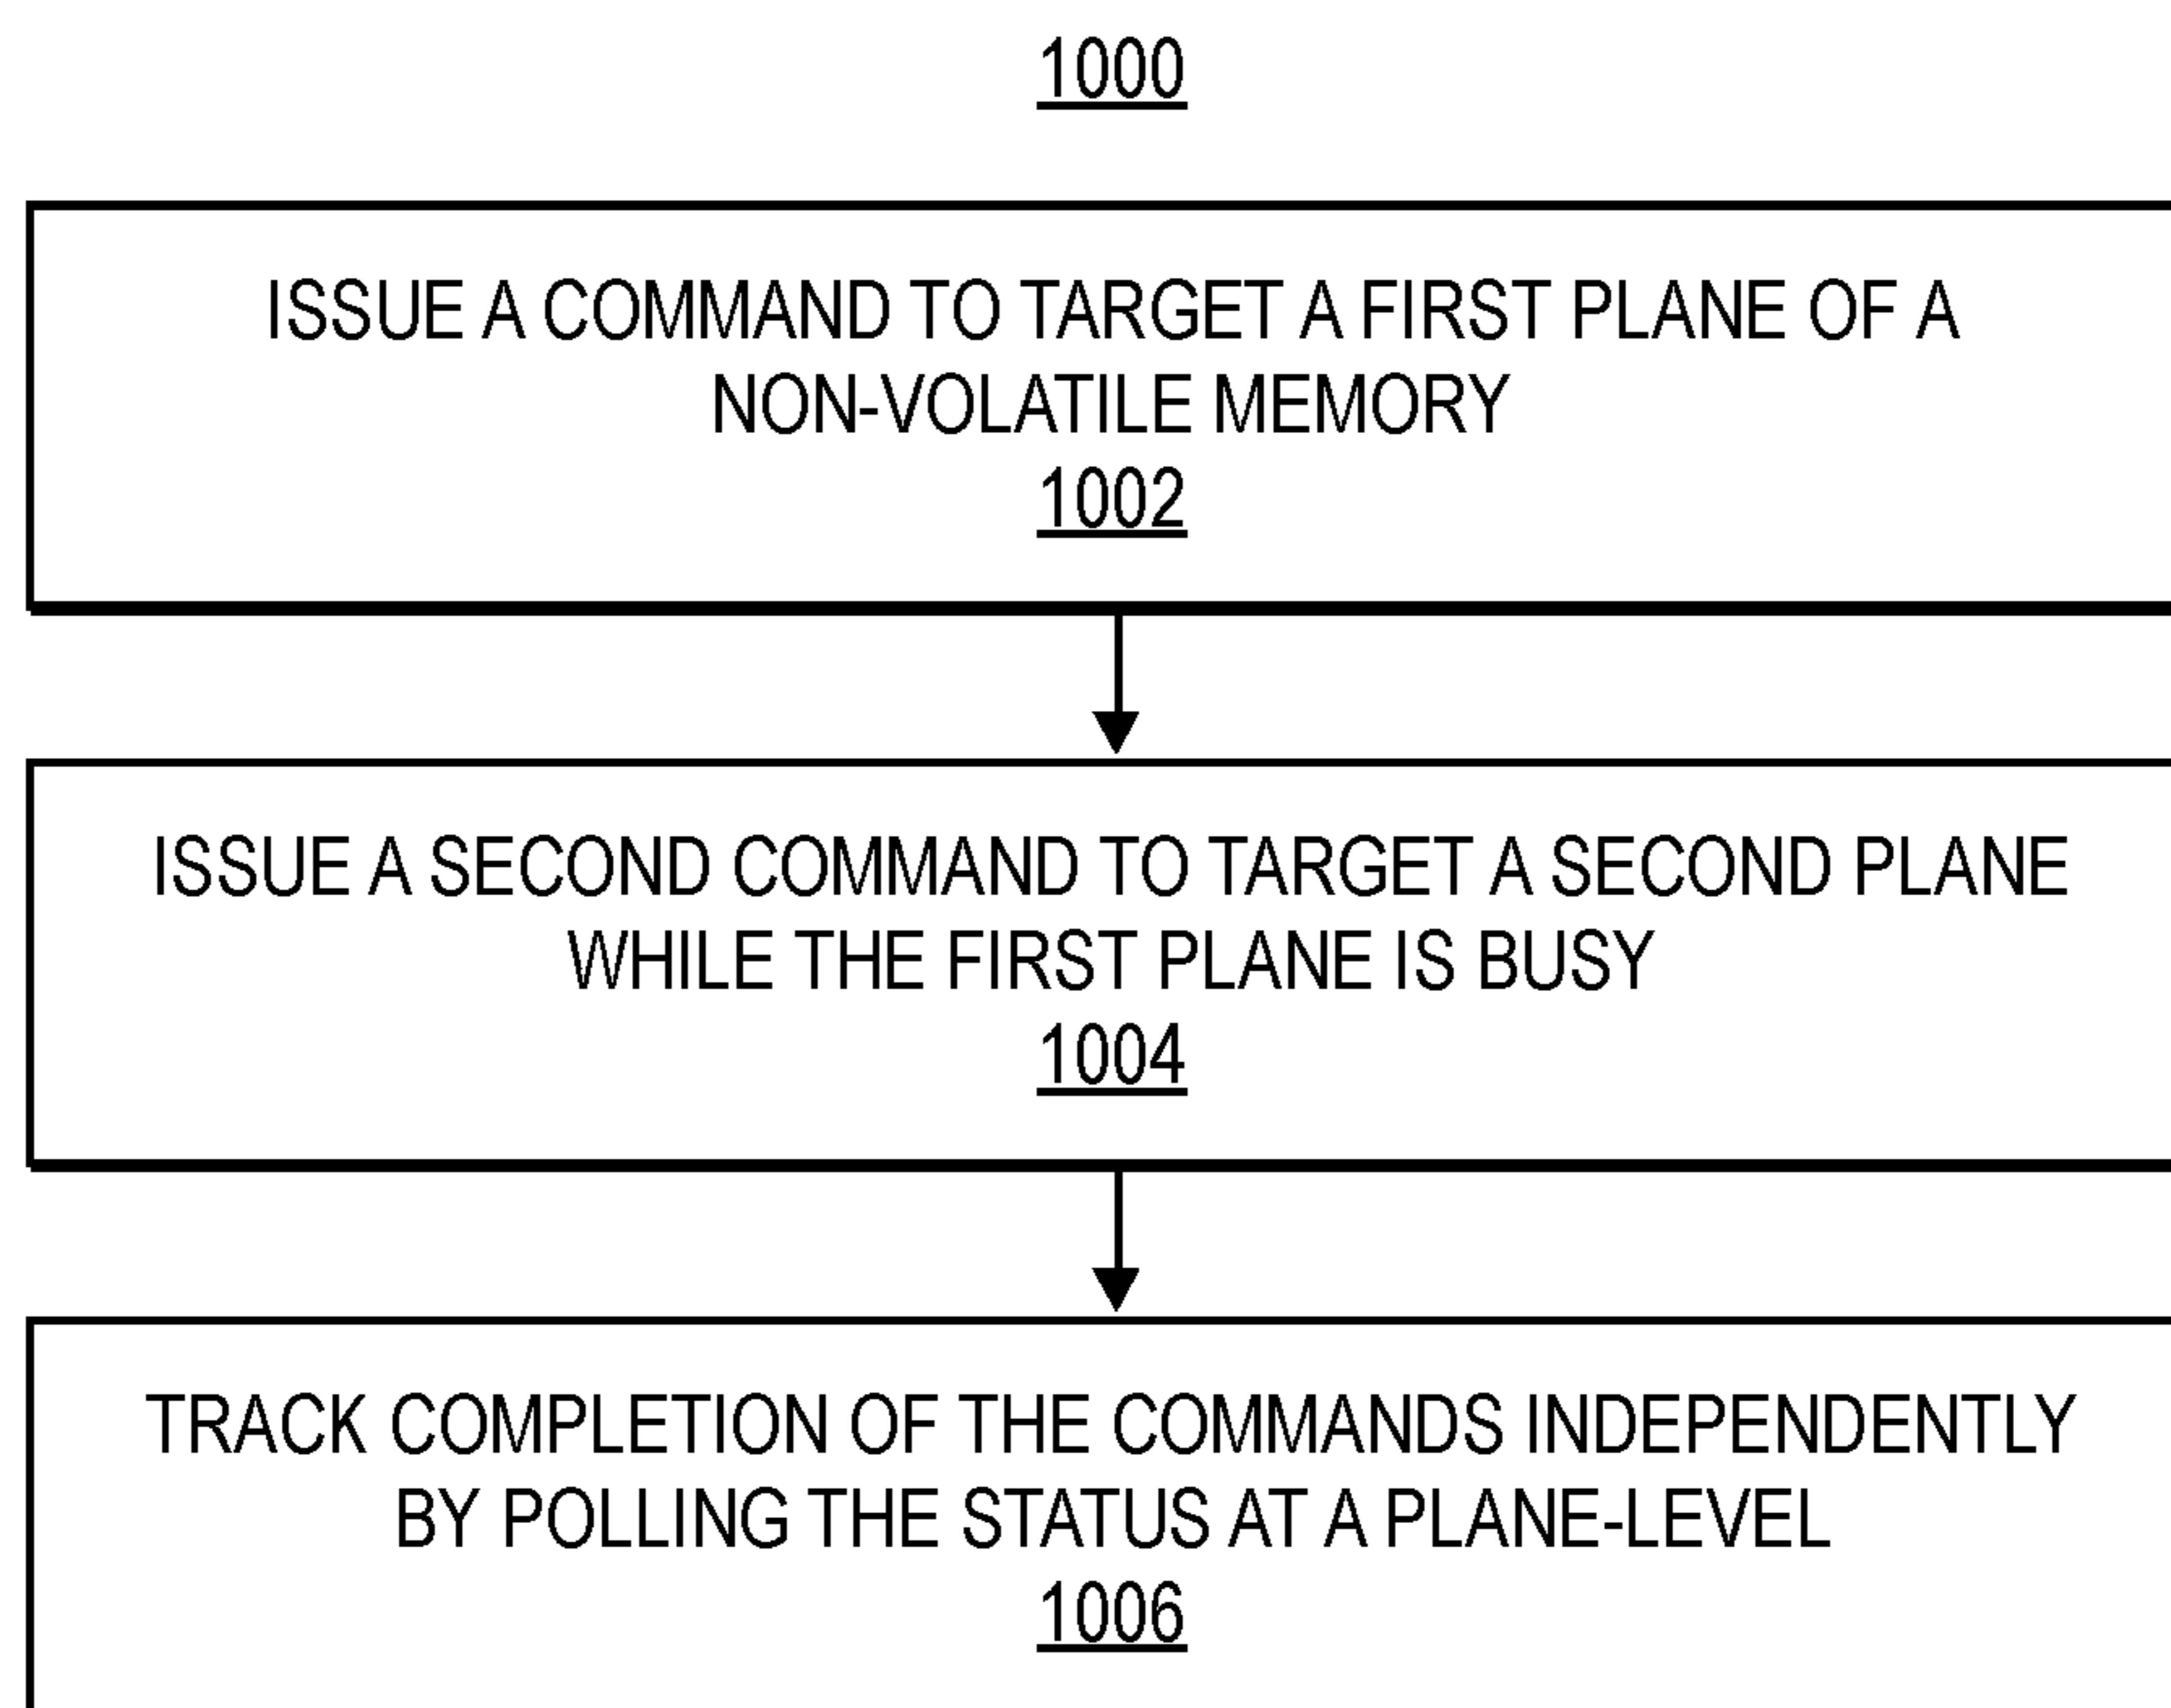 1000
ISSUE A COMMAND TO TARGET A FIRST PLANE OF A
NON-VOLATILE MEMORY
1002
ISSUE A SECOND COMMAND TO TARGET A SECOND PLANE
WHILE THE FIRST PLANE IS BUSY
1004
TRACK COMPLETION OF THE COMMANDS INDEPENDENTLY
BY POLLING THE STATUS AT A PLANE-LEVEL
1006